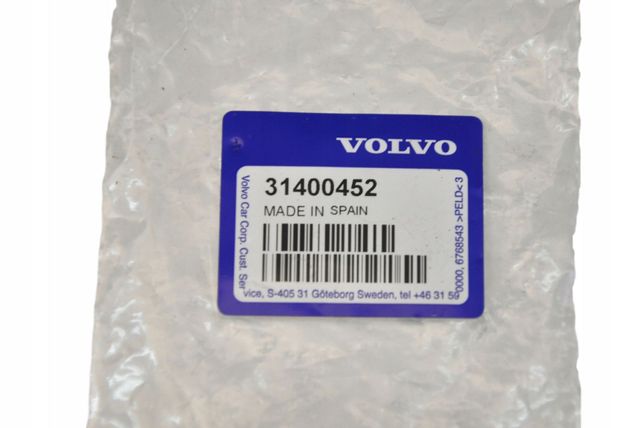 VOLVO
31400452
MADE IN SPAIN
Volvo Car Corp. Cust. Ser
vice, S-405 31 Göteborg Sweden, tel +46 31 59
0000, 6768543 >PELD< 3